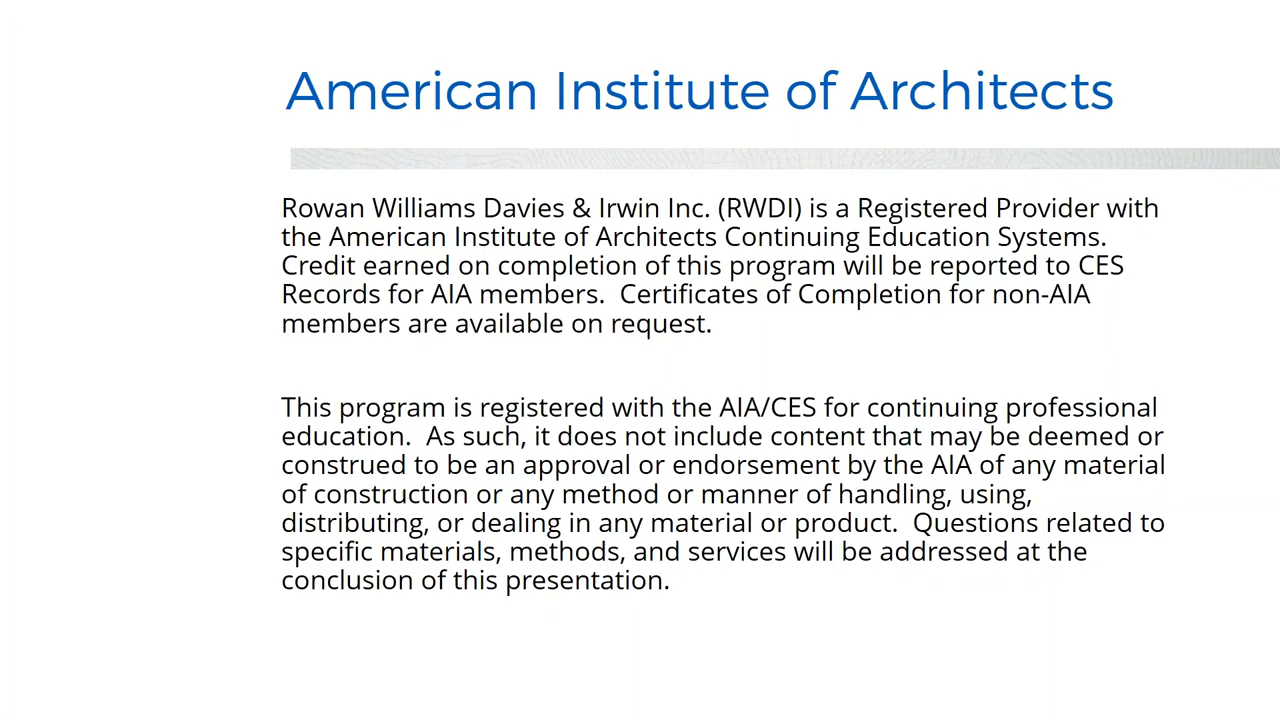 American Institute of Architects
Rowan Williams Davies & Irwin Inc. (RWDI) is a Registered Provider with
the American Institute of Architects Continuing Education Systems.
Credit earned on completion of this program will be reported to CES
Records for AIA members.  Certificates of Completion for non-AIA
members are available on request.
This program is registered with the AIA/CES for continuing professional
education.  As such, it does not include content that may be deemed or
construed to be an approval or endorsement by the AIA of any material
of construction or any method or manner of handling, using,
distributing, or dealing in any material or product.  Questions related to
specific materials, methods, and services will be addressed at the
conclusion of this presentation.